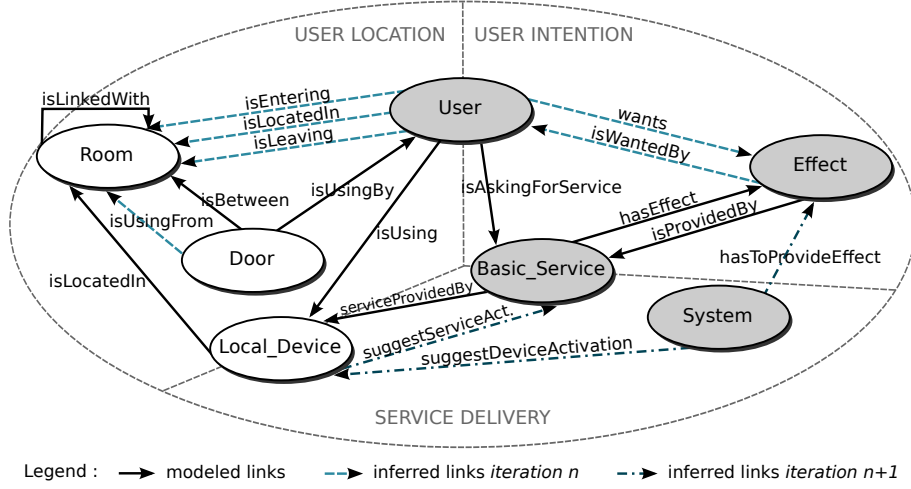 USER LOCATION
USER INTENTION
isLinkedWith
isEntering
isLocatedIn
isLeaving
User
wants
isWantedBy
Room
Effect
isBetween
isUsingBy
isAskingForService
isUsingFrom
isUsing
hasEffect
isProvidedBy
Door
Basic_Service
hasToProvideEffect
isLocatedIn
serviceProvidedBy
System
Local_Device
suggestServiceAct.
suggestDeviceActivation
SERVICE DELIVERY
Legend : modeled links inferred links iteration n inferred links iteration n+1